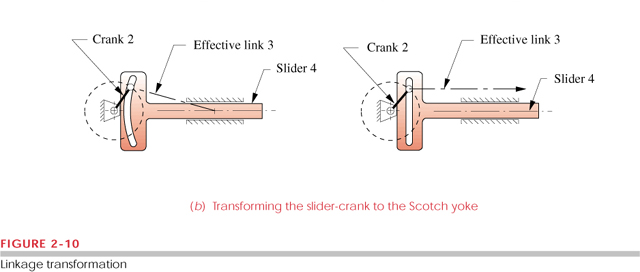 Crank 2
Effective link 3
Slider 4
Crank 2
Effective link 3
Slider 4
(b) Transforming the slider-crank to the Scotch yoke
FIGURE 2-10
Linkage transformation